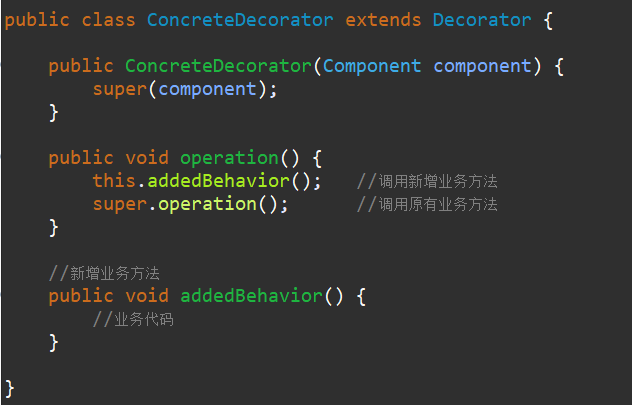 public class ConcreteDecorator extends Decorator {
public ConcreteDecorator(Component component) {
super(component);
}
public void operation() {
this.addedBehavior(); //调用新增业务方法
super.operation(); //调用原有业务方法
}
//新增业务方法
public void addedBehavior() {
//业务代码
}
}